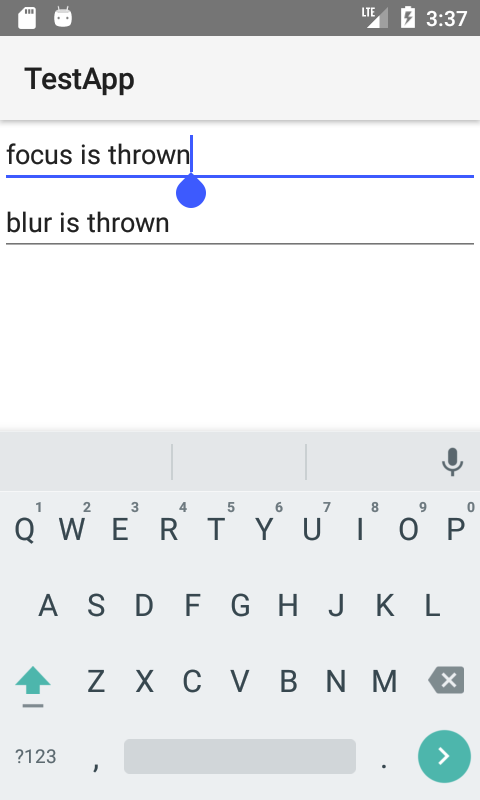 LTE 3:37
TestApp
focus is thrown
blur is thrown
1 2 3 4 5 6 7 8 9 0
Q W E R T Y U I O P
A S D F G H J K L
Z X C V B N M
?123 , .